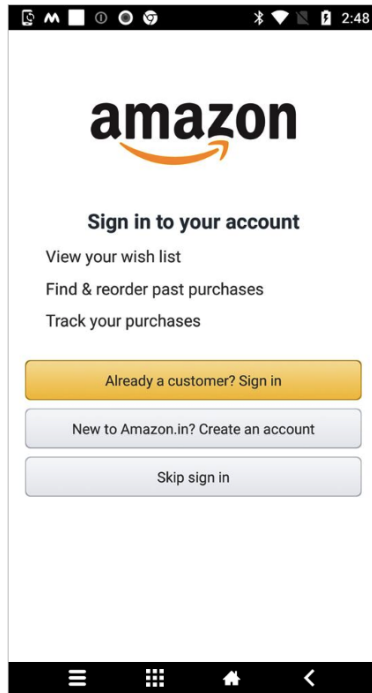 2:48
amazon
Sign in to your account
View your wish list
Find & reorder past purchases
Track your purchases
Already a customer? Sign in
New to Amazon.in? Create an account
Skip sign in